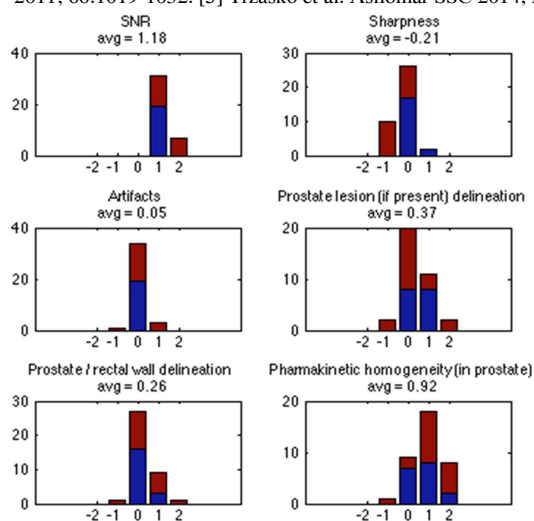 2011; 66:1019-1032. [5] Trzasko et al. Asilomar SSC 2014;
SNR
avg = 1.18
40
20
0
-2 -1 0 1 2
Sharpness
avg = -0.21
30
20
10
0
-2 -1 0 1 2
Artifacts
avg = 0.05
40
20
0
-2 -1 0 1 2
Prostate lesion (if present) delineation
avg = 0.37
20
10
0
-2 -1 0 1 2
Prostate / rectal wall delineation
avg = 0.26
30
20
10
0
-2 -1 0 1 2
Pharmakinetic homogeneity (in prostate)
avg = 0.92
20
10
0
-2 -1 0 1 2